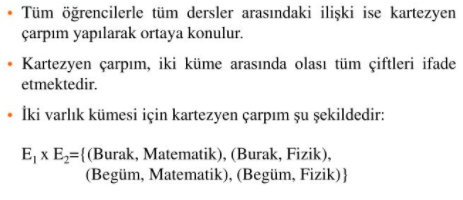 • Tüm öğrencilerle tüm dersler arasındaki ilişki ise kartezyen
çarpım yapılarak ortaya konulur.
• Kartezyen çarpım, iki küme arasında olası tüm çiftleri ifade
etmektedir.
• İki varlık kümesi için kartezyen çarpım şu şekildedir:
E₁ x E₂={(Burak, Matematik), (Burak, Fizik),
(Begüm, Matematik), (Begüm, Fizik)}